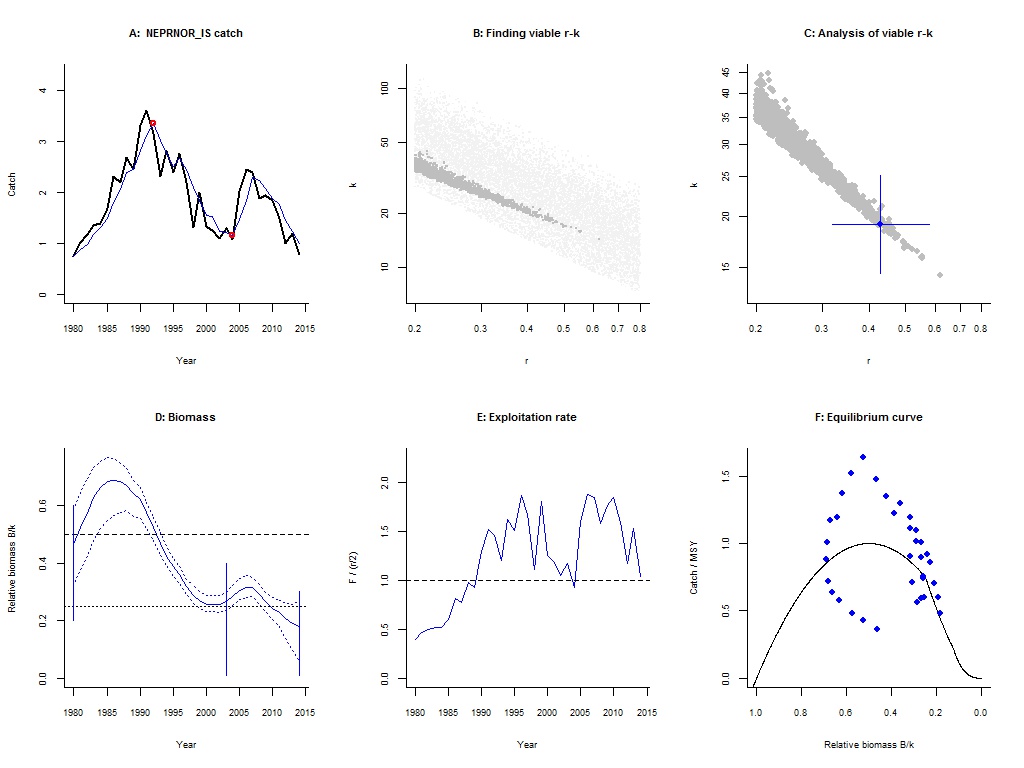 A: NEPRNOR_IS catch
Catch
4
3
2
1
0
1980 1985 1990 1995 2000 2005 2010 2015
Year
B: Finding viable r-k
k
100
50
20
10
0.2 0.3 0.4 0.5 0.6 0.7 0.8
r
C: Analysis of viable r-k
k
45
40
35
30
25
20
15
0.2 0.3 0.4 0.5 0.6 0.7 0.8
r
D: Biomass
Relative biomass B/k
0.6
0.4
0.2
0.0
1980 1985 1990 1995 2000 2005 2010 2015
Year
E: Exploitation rate
F / (r/2)
2.0
1.5
1.0
0.5
0.0
1980 1985 1990 1995 2000 2005 2010 2015
Year
F: Equilibrium curve
Catch / MSY
1.5
1.0
0.5
0.0
1.0 0.8 0.6 0.4 0.2 0.0
Relative biomass B/k